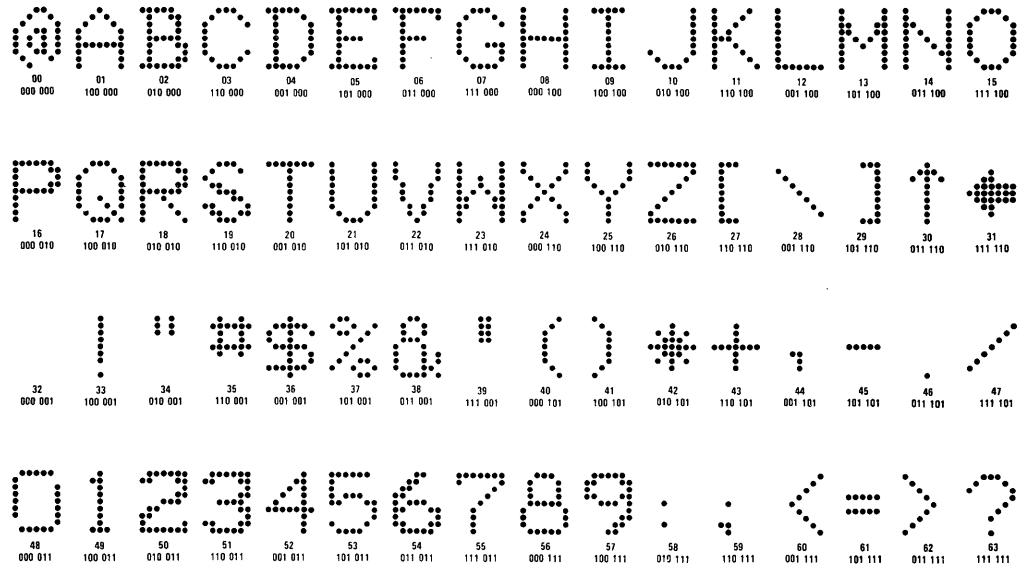 @ A B C D E F G H I J K L M N O
00 01 02 03 04 05 06 07 08 09 10 11 12 13 14 15
000 000 100 000 010 000 110 000 001 000 101 000 011 000 111 000 000 100 100 100 010 100 110 100 001 100 101 100 011 100 111 100
P Q R S T U V W X Y Z [ \ ] ↑ ←
16 17 18 19 20 21 22 23 24 25 26 27 28 29 30 31
000 010 100 010 010 010 110 010 001 010 101 010 011 010 111 010 000 110 100 110 010 110 110 110 001 110 101 110 011 110 111 110
| " # $ % & " ( ) * + , - . /
32 33 34 35 36 37 38 39 40 41 42 43 44 45 46 47
000 001 100 001 010 001 110 001 001 001 101 001 011 001 111 001 000 101 100 101 010 101 110 101 001 101 101 101 011 101 111 101
0 1 2 3 4 5 6 7 8 9 : ; < = > ?
48 49 50 51 52 53 54 55 56 57 58 59 60 61 62 63
000 011 100 011 010 011 110 011 001 011 101 011 011 011 111 011 000 111 100 111 010 111 110 111 001 111 101 111 011 111 111 111